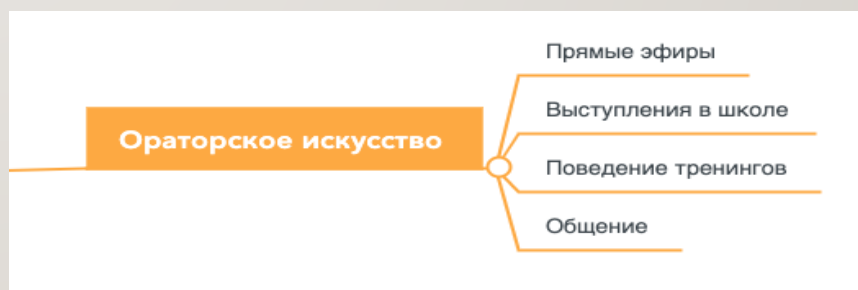 Прямые эфиры
Выступления в школе
Ораторское искусство
Поведение тренингов
Общение